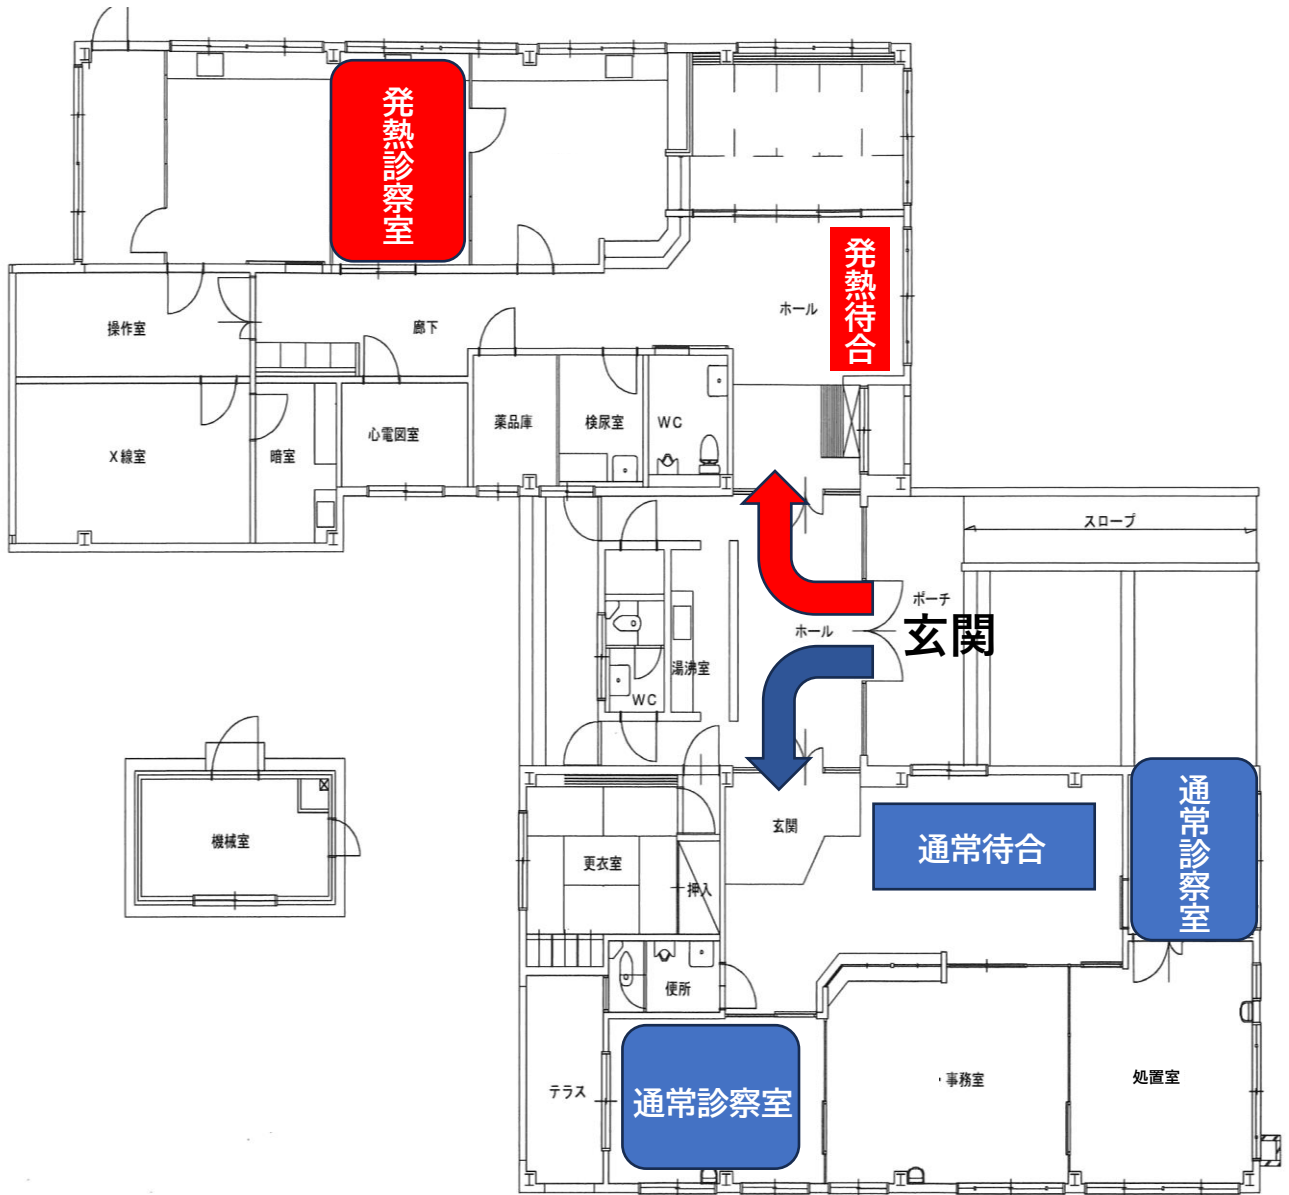 発熱診察室
発熱待合
ホール
操作室
廊下
X線室
暗室
心電図室
薬品庫
検尿室
WC
スロープ
ポーチ
玄関
ホール
湯沸室
WC
機械室
玄関
更衣室
押入
通常待合
通常診察室
便所
テラス
通常診察室
事務室
処置室